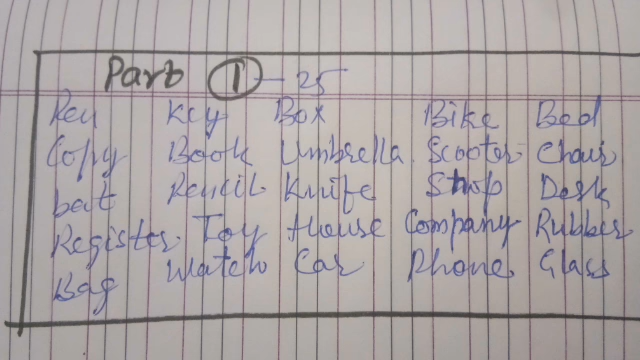 Part ① - 25
Pen Key Box Bike Bed
Copy Book Umbrella Scooter Chair
bat Pencil Knife Shop Desk
Register Toy House Company Rubber
Bag Watch Car Phone Glass